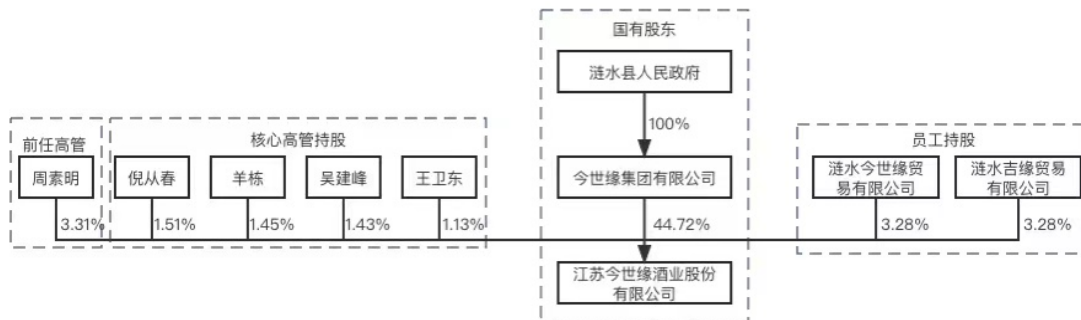 国有股东
涟水县人民政府
100%
前任高管
核心高管持股
员工持股
周素明
倪从春
羊栋
吴建峰
王卫东
今世缘集团有限公司
涟水今世缘贸
易有限公司
涟水吉缘贸易
有限公司
3.31%
1.51%
1.45%
1.43%
1.13%
44.72%
3.28%
3.28%
江苏今世缘酒业股份
有限公司